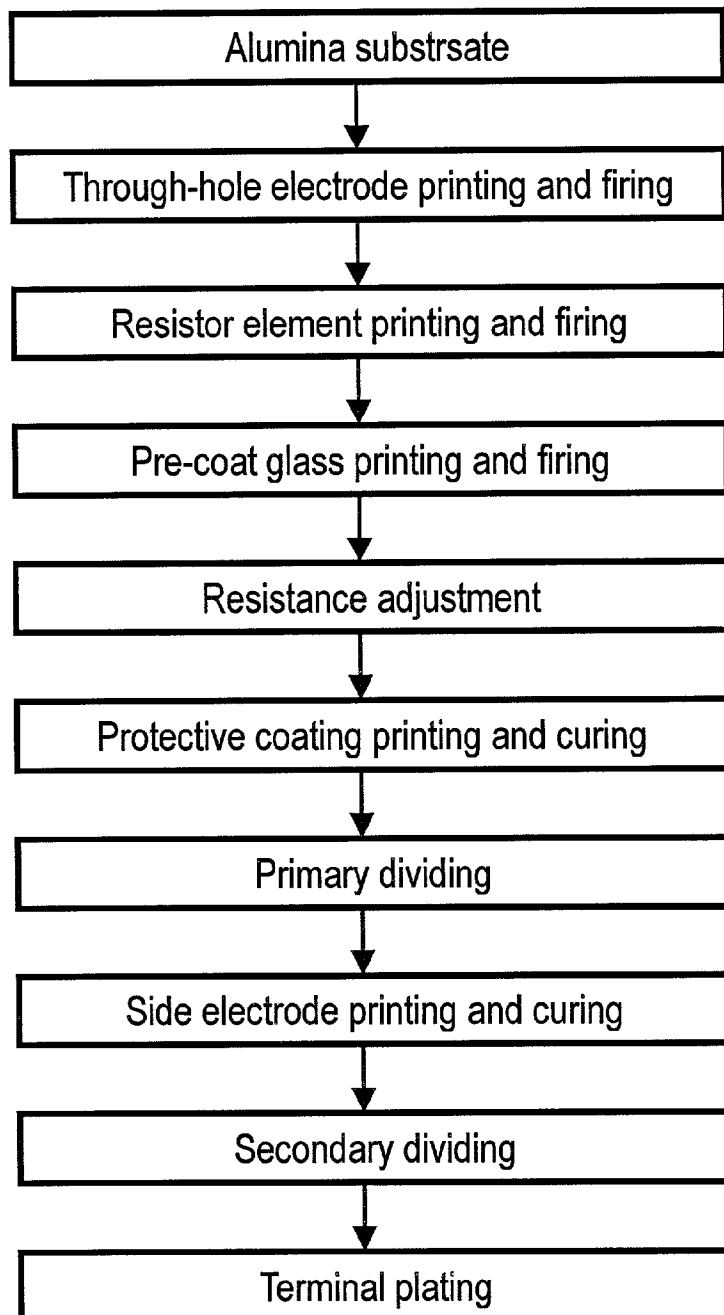 Alumina substrsate
Through-hole electrode printing and firing
Resistor element printing and firing
Pre-coat glass printing and firing
Resistance adjustment
Protective coating printing and curing
Primary dividing
Side electrode printing and curing
Secondary dividing
Terminal plating